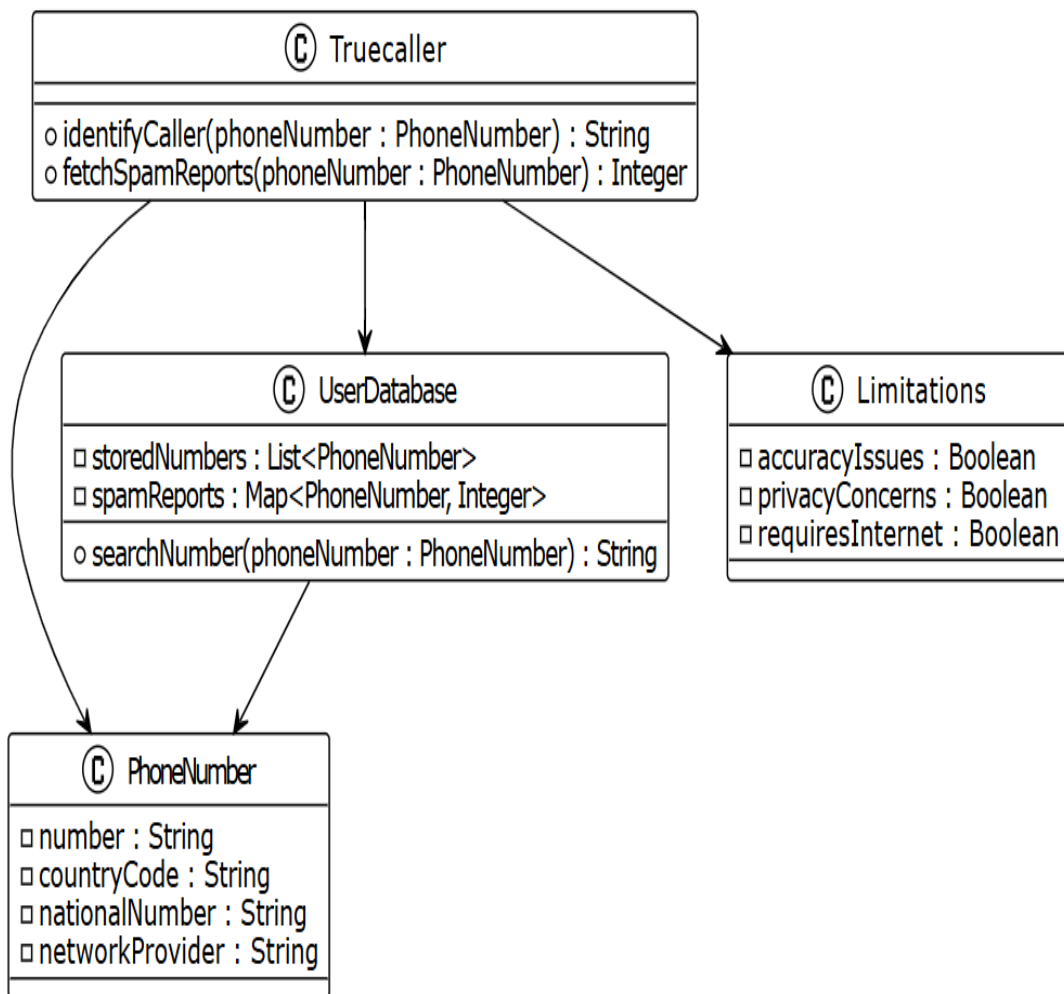 C Truecaller
identifyCaller(phoneNumber : PhoneNumber) : String
fetchSpamReports(phoneNumber : PhoneNumber) : Integer
C UserDatabase
storedNumbers : List<PhoneNumber>
spamReports : Map<PhoneNumber, Integer>
searchNumber(phoneNumber : PhoneNumber) : String
C Limitations
accuracyIssues : Boolean
privacyConcerns : Boolean
requiresInternet : Boolean
C PhoneNumber
number : String
countryCode : String
nationalNumber : String
networkProvider : String